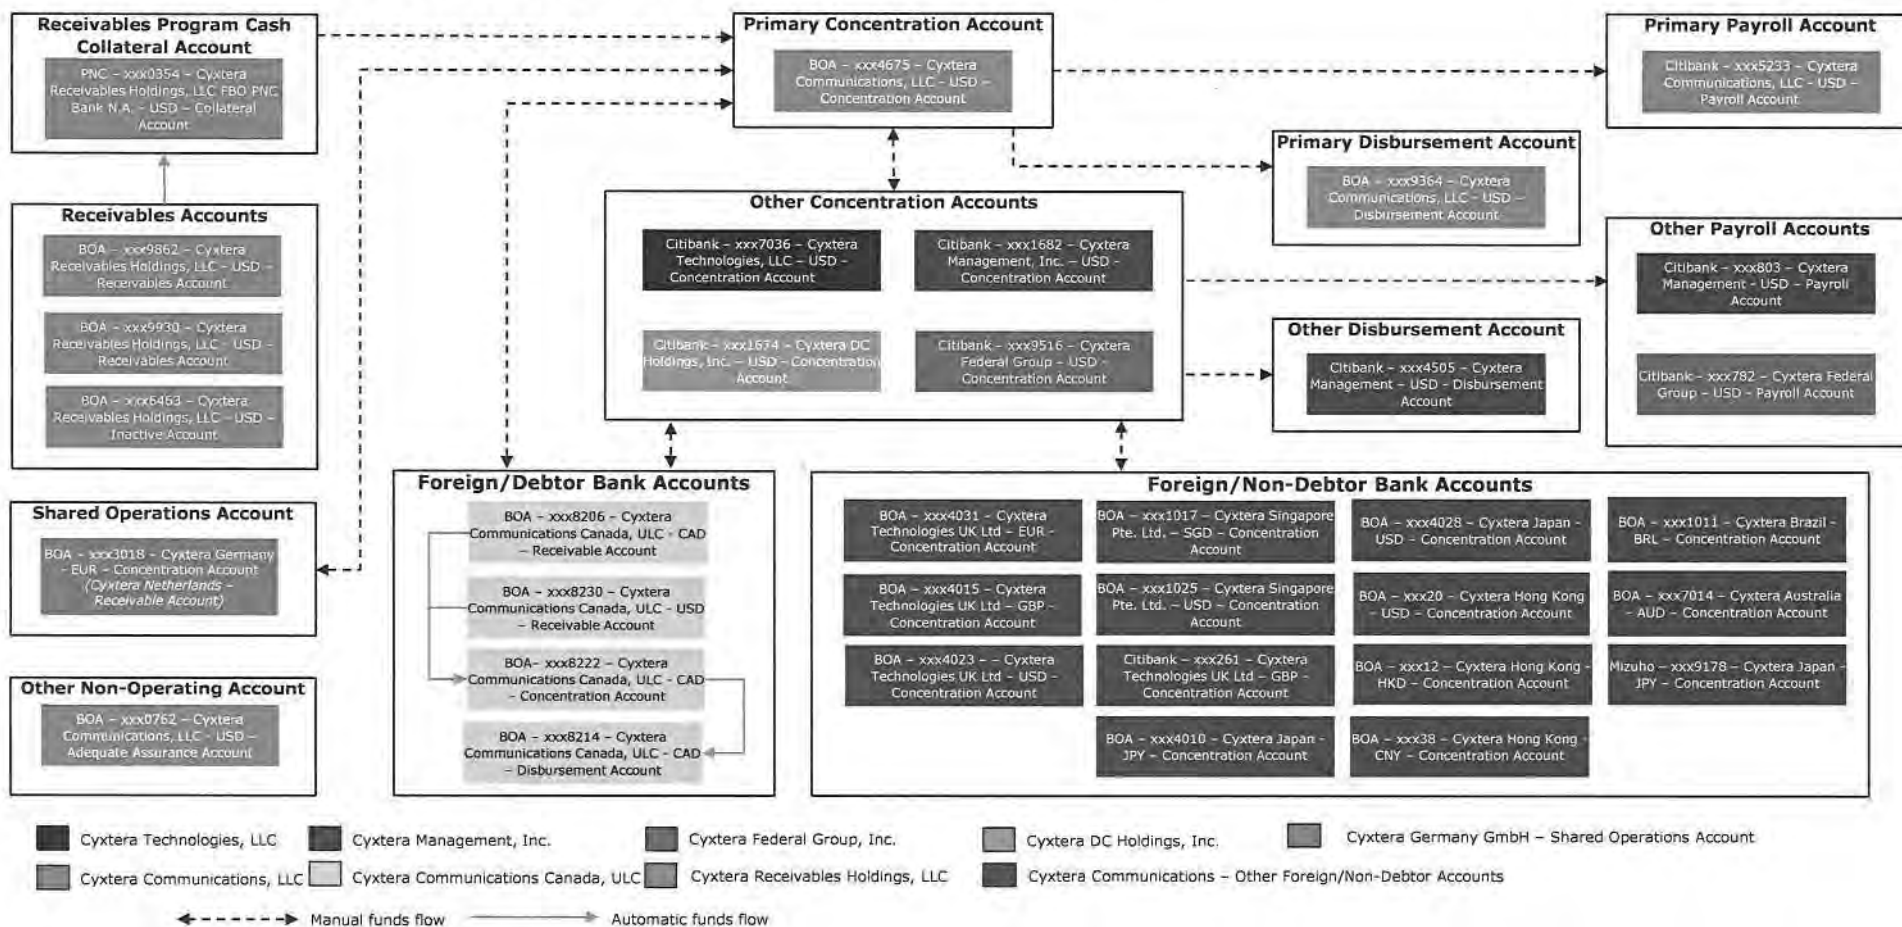 Receivables Program Cash
Collateral Account
PNC – xxx0354 – Cyxtera
Receivables Holdings, LLC FBO PNC
Bank N.A. – USD – Collateral
Account
Primary Concentration Account
BOA – xxx4675 – Cyxtera
Communications, LLC – USD –
Concentration Account
Primary Payroll Account
Citibank – xxx5233 – Cyxtera
Communications, LLC – USD –
Payroll Account
Primary Disbursement Account
BOA – xxx9364 – Cyxtera
Communications, LLC – USD –
Disbursement Account
Receivables Accounts
BOA – xxx9862 – Cyxtera
Receivables Holdings, LLC – USD –
Receivables Account
BOA – xxx9930 – Cyxtera
Receivables Holdings, LLC – USD –
Receivables Account
BOA – xxx6463 – Cyxtera
Receivables Holdings, LLC – USD –
Inactive Account
Other Concentration Accounts
Citibank – xxx7036 – Cyxtera
Technologies, LLC – USD -
Concentration Account
Citibank – xxx1682 – Cyxtera
Management, Inc. – USD -
Concentration Account
Citibank – xxx1674 – Cyxtera DC
Holdings, Inc. – USD – Concentration
Account
Citibank – xxx9516 – Cyxtera
Federal Group – USD -
Concentration Account
Other Payroll Accounts
Citibank – xxx803 – Cyxtera
Management - USD – Payroll
Account
Citibank – xxx782 – Cyxtera Federal
Group – USD - Payroll Account
Other Disbursement Account
Citibank – xxx4505 – Cyxtera
Management – USD - Disbursement
Account
Shared Operations Account
BOA – xxx3018 – Cyxtera Germany
- EUR – Concentration Account
(Cyxtera Netherlands –
Receivable Account)
Other Non-Operating Account
BOA – xxx0762 – Cyxtera
Communications, LLC - USD –
Adequate Assurance Account
Foreign/Debtor Bank Accounts
BOA – xxx8206 – Cyxtera
Communications Canada, ULC - CAD
– Receivable Account
BOA – xxx8230 – Cyxtera
Communications Canada, ULC - USD
– Receivable Account
BOA– xxx8222 – Cyxtera
Communications Canada, ULC - CAD
– Concentration Account
BOA – xxx8214 – Cyxtera
Communications Canada, ULC - CAD
– Disbursement Account
Foreign/Non-Debtor Bank Accounts
BOA – xxx4031 – Cyxtera
Technologies UK Ltd – EUR -
Concentration Account
BOA – xxx1017 – Cyxtera Singapore
Pte. Ltd. – SGD – Concentration
Account
BOA – xxx4028 – Cyxtera Japan -
USD – Concentration Account
BOA – xxx1011 – Cyxtera Brazil -
BRL – Concentration Account
BOA – xxx4015 – Cyxtera
Technologies UK Ltd – GBP -
Concentration Account
BOA – xxx1025 – Cyxtera Singapore
Pte. Ltd. – USD – Concentration
Account
BOA – xxx20 – Cyxtera Hong Kong
- USD – Concentration Account
BOA – xxx7014 – Cyxtera Australia
- AUD – Concentration Account
BOA – xxx4023 – - Cyxtera
Technologies UK Ltd – USD -
Concentration Account
Citibank – xxx261 – Cyxtera
Technologies UK Ltd – GBP -
Concentration Account
BOA – xxx12 – Cyxtera Hong Kong -
HKD – Concentration Account
Mizuho – xxx9178 – Cyxtera Japan –
JPY – Concentration Account
BOA – xxx4010 – Cyxtera Japan -
JPY – Concentration Account
BOA – xxx38 – Cyxtera Hong Kong -
CNY – Concentration Account
Cyxtera Technologies, LLC
Cyxtera Management, Inc.
Cyxtera Federal Group, Inc.
Cyxtera DC Holdings, Inc.
Cyxtera Germany GmbH – Shared Operations Account
Cyxtera Communications, LLC
Cyxtera Communications Canada, ULC
Cyxtera Receivables Holdings, LLC
Cyxtera Communications – Other Foreign/Non-Debtor Accounts
Manual funds flow
Automatic funds flow